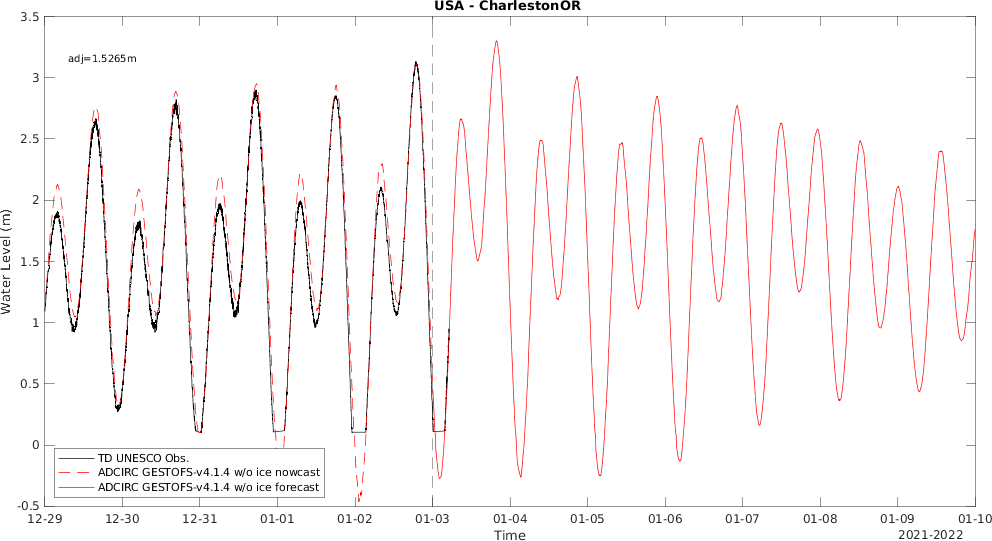 USA - CharlestonOR
adj=1.5265m
3.5
3
2.5
2
1.5
1
0.5
0
-0.5
Water Level (m)
TD UNESCO Obs.
ADCIRC GESTOFS-v4.1.4 w/o ice nowcast
ADCIRC GESTOFS-v4.1.4 w/o ice forecast
12-29 12-30 12-31 01-01 01-02 01-03 01-04 01-05 01-06 01-07 01-08 01-09 01-10
Time
2021-2022